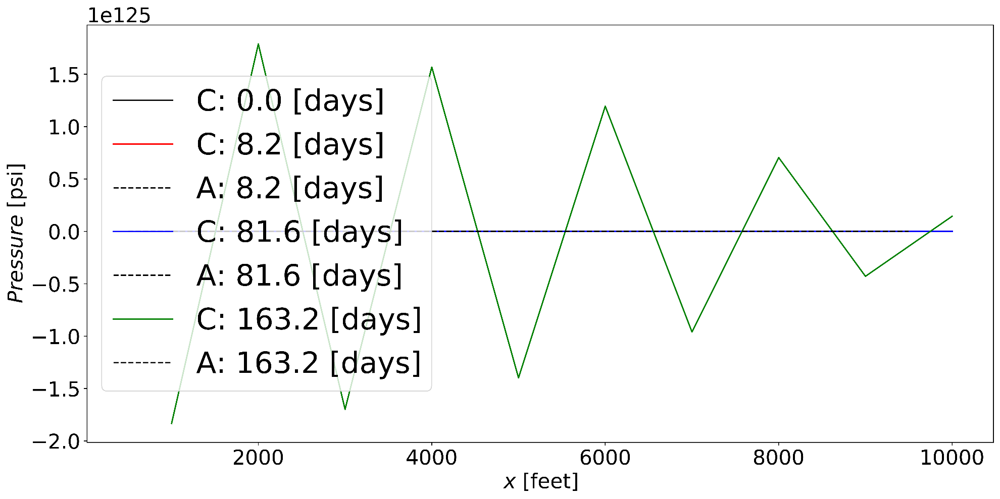 1e125
1.5
1.0
0.5
0.0
−0.5
−1.0
−1.5
−2.0
Pressure [psi]
C: 0.0 [days]
C: 8.2 [days]
A: 8.2 [days]
C: 81.6 [days]
A: 81.6 [days]
C: 163.2 [days]
A: 163.2 [days]
2000 4000 6000 8000 10000
x [feet]